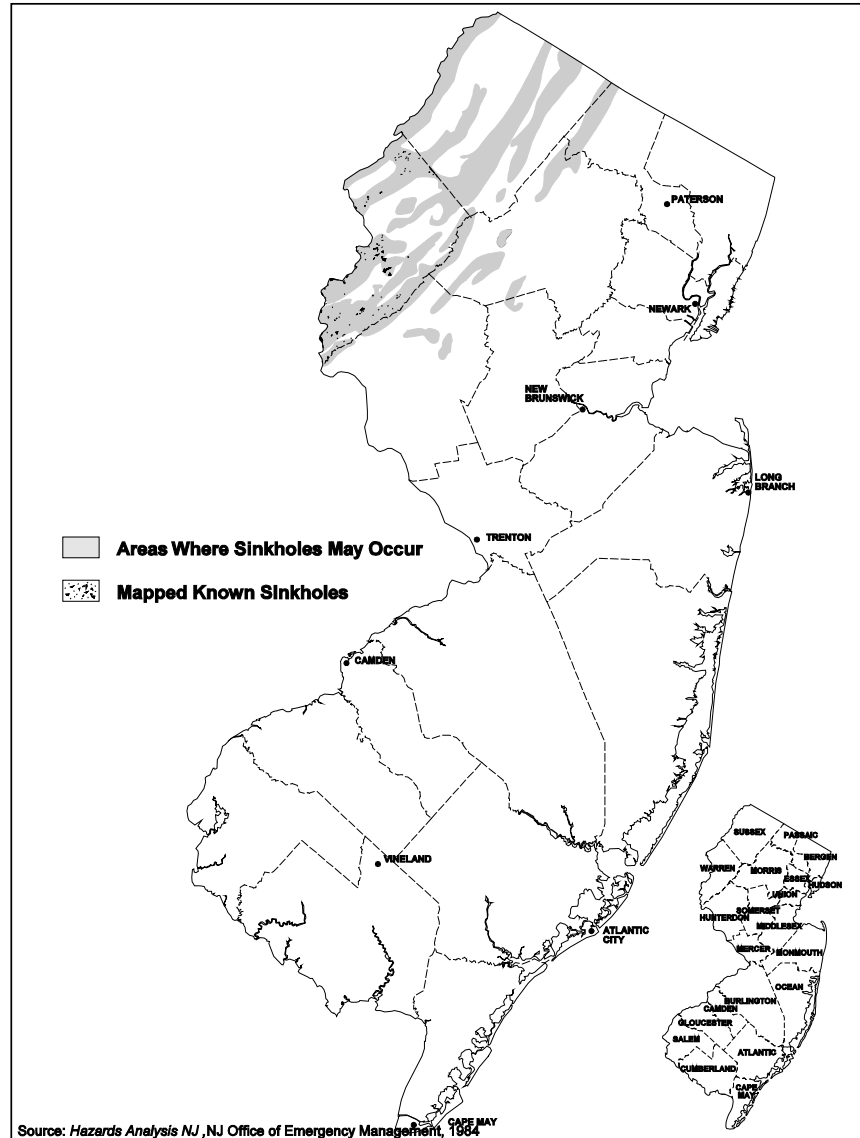 PATERSON
NEWARK
NEW
BRUNSWICK
LONG
BRANCH
TRENTON
Areas Where Sinkholes May Occur
Mapped Known Sinkholes
CAMDEN
VINELAND
ATLANTIC
CITY
CAPE MAY
SUSSEX
PASSAIC
BERGEN
WARREN
MORRIS
ESSEX
HUDSON
UNION
SOMERSET
HUNTERDON
MIDDLESEX
MERCER
MONMOUTH
OCEAN
BURLINGTON
CAMDEN
GLOUCESTER
SALEM
ATLANTIC
CUMBERLAND
CAPE
MAY
Source: Hazards Analysis NJ ,NJ Office of Emergency Management, 1984